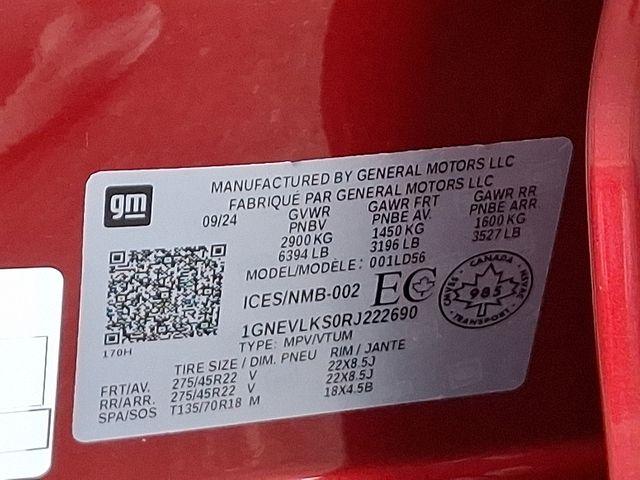 gm
MANUFACTURED BY GENERAL MOTORS LLC
FABRIQUÉ PAR GENERAL MOTORS LLC
09/24 GVWR GAWR FRT GAWR RR
PNBV PNBE AV. PNBE ARR
2900 KG 1450 KG 1600 KG
6394 LB 3196 LB 3527 LB
MODEL/MODÈLE: 001LD56
ICES/NMB-002 EC
CANADA
985
TRANSPORT
1GNEVLKS0RJ222690
170H
TYPE: MPV/VTUM
TIRE SIZE / DIM. PNEU RIM / JANTE
FRT/AV. 275/45R22 V 22X8.5J
RR/ARR. 275/45R22 V 22X8.5J
SPA/SOS T135/70R18 M 18X4.5B